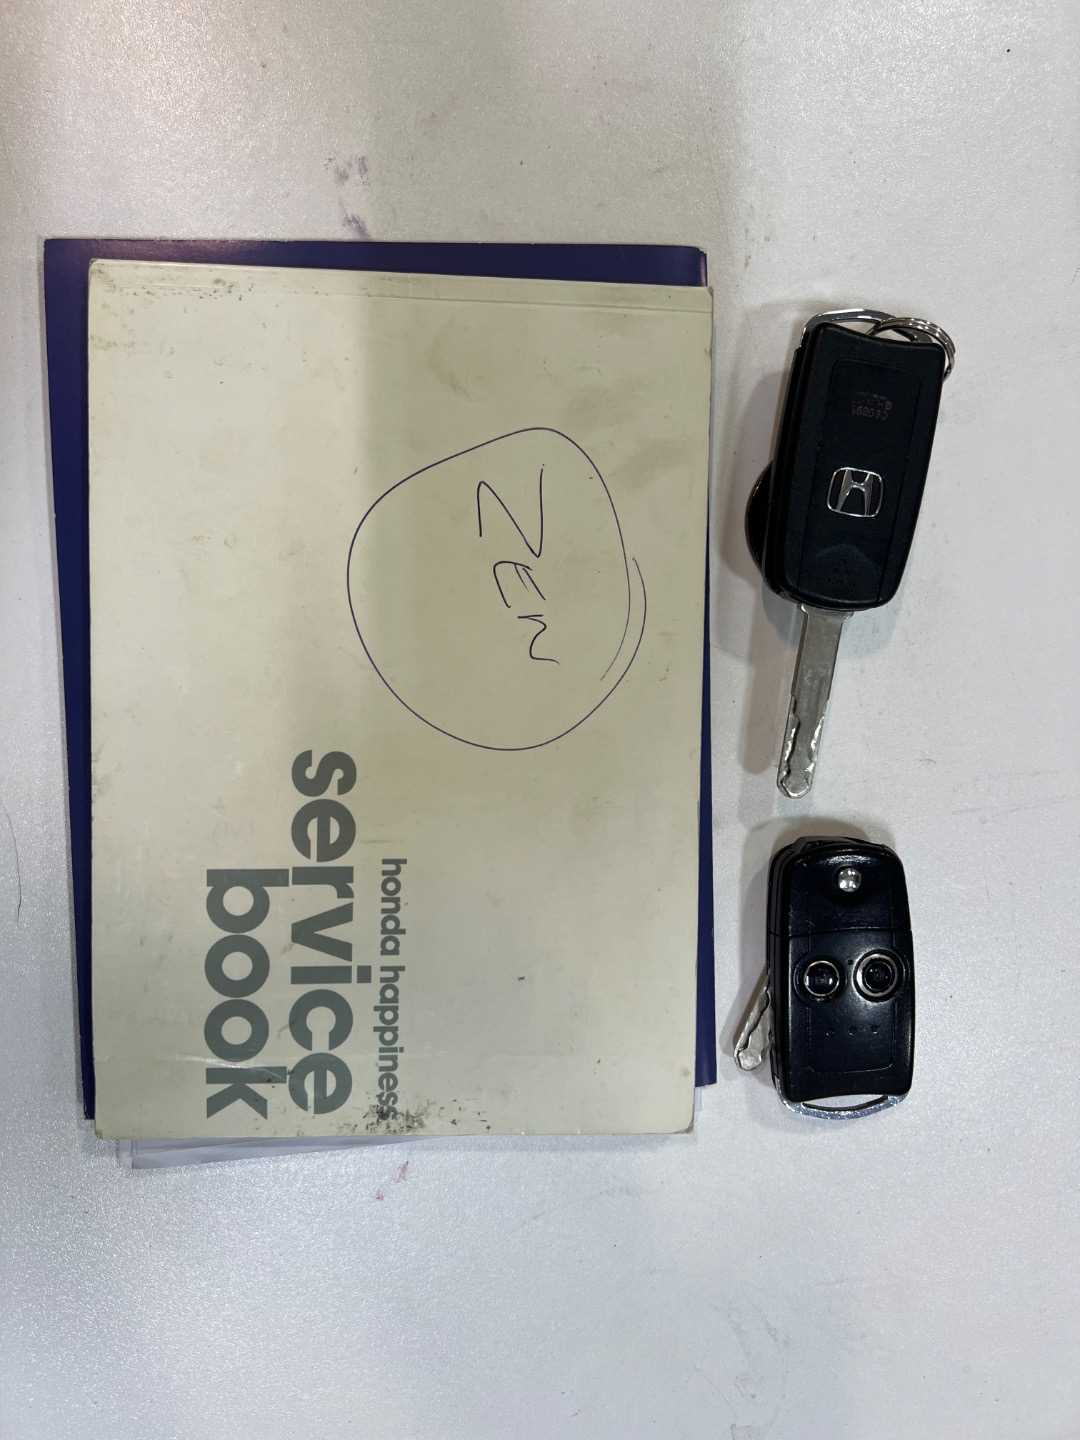 ZEN
honda happiness
service
book